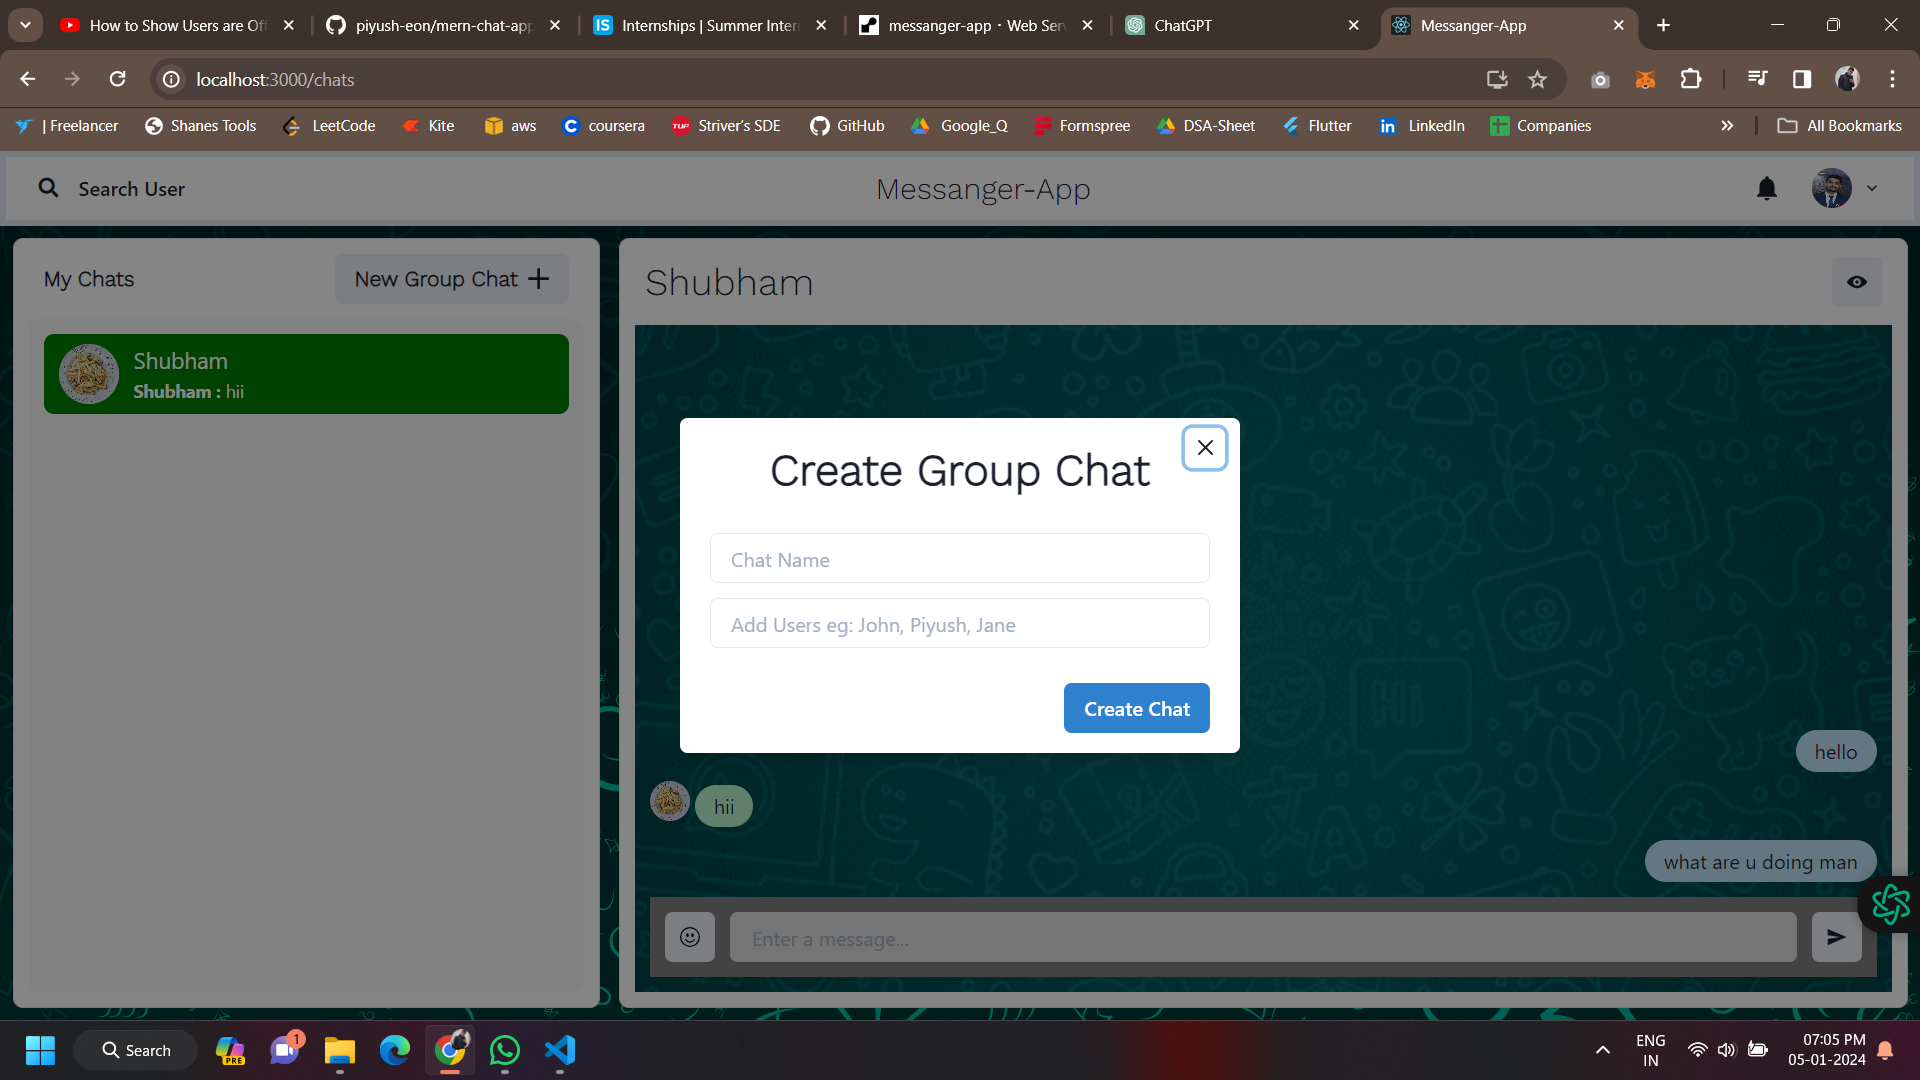 How to Show Users are Of
piyush-eon/mern-chat-app
Internships | Summer Inter
messanger-app · Web Ser
ChatGPT
Messanger-App
localhost:3000/chats
| Freelancer
Shanes Tools
LeetCode
Kite
aws
coursera
Striver's SDE
GitHub
Google_Q
Formspree
DSA-Sheet
Flutter
LinkedIn
Companies
All Bookmarks
Search User
Messanger-App
My Chats
New Group Chat
Shubham
Shubham : hii
Shubham
Create Group Chat
Chat Name
Add Users eg: John, Piyush, Jane
Create Chat
hello
hii
what are u doing man
Enter a message...
Search
PRE
1
ENG
IN
07:05 PM
05-01-2024